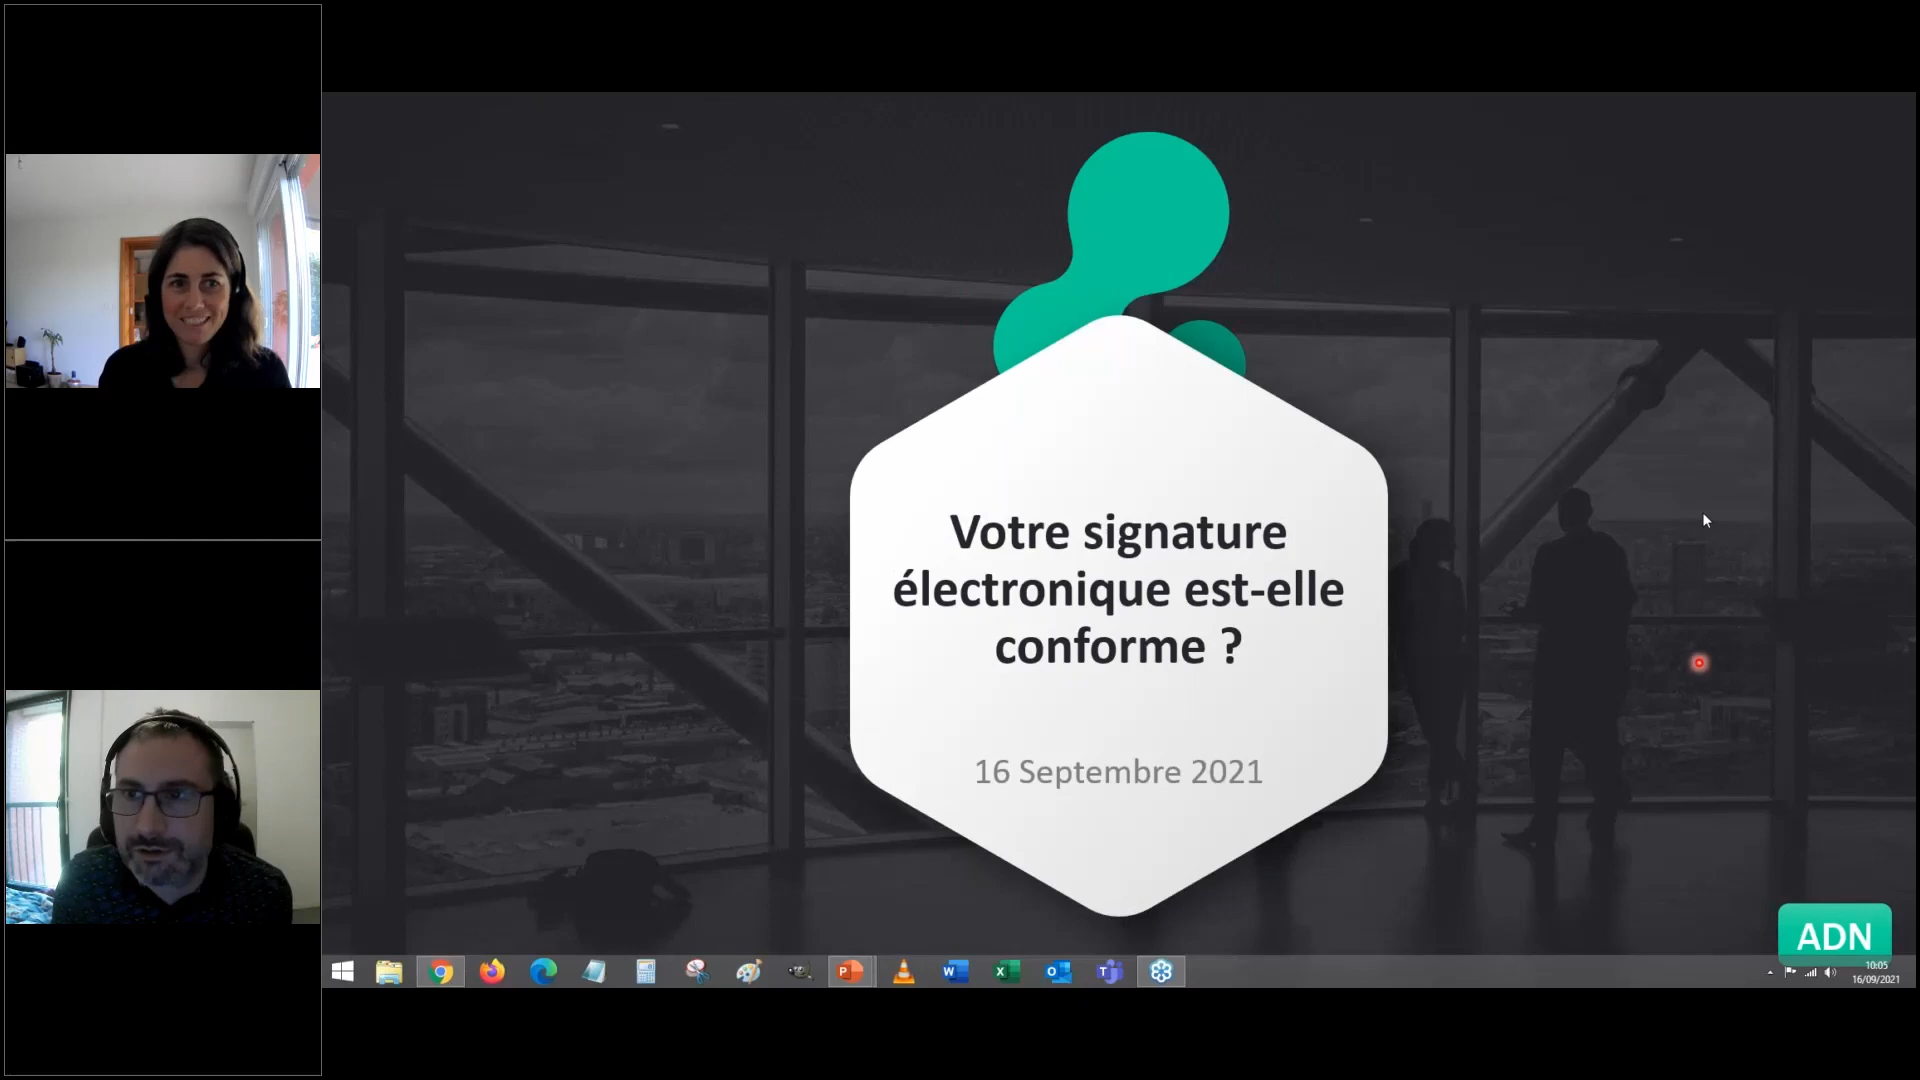 Votre signature
électronique est-elle
conforme ?
16 Septembre 2021
ADN
10:05
16/09/2021